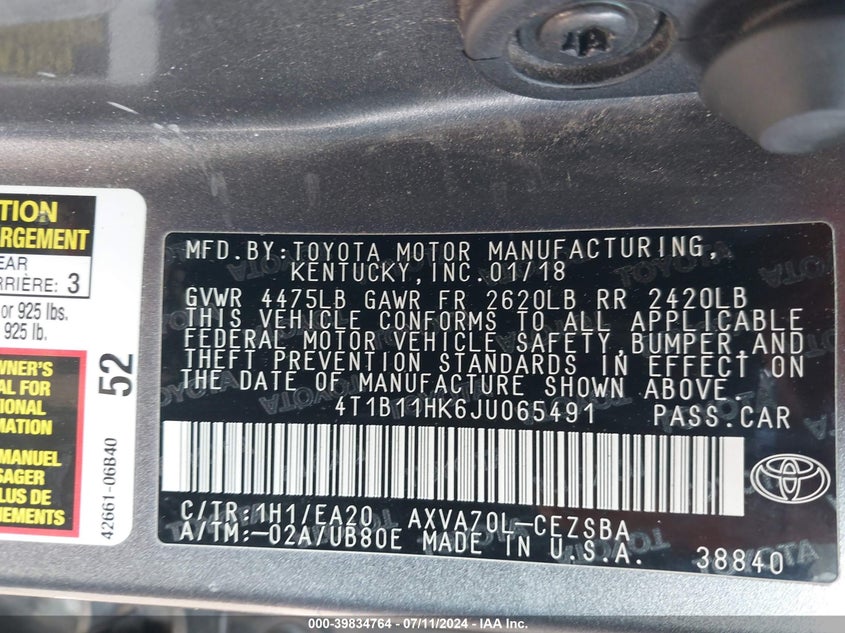 TION
RGEMENT
EAR
RRIÈRE: 3
or 925 lbs.
925 lb.
WNER'S
AL FOR
TIONAL
MATION
MANUEL
SAGER
LUS DE
EMENTS
52
42661-06B40
MFD.BY:TOYOTA MOTOR MANUFACTURING,
KENTUCKY,INC.01/18
GVWR 4475LB GAWR FR 2620LB RR 2420LB
THIS VEHICLE CONFORMS TO ALL APPLICABLE
FEDERAL MOTOR VEHICLE SAFETY,BUMPER,AND
THEFT PREVENTION STANDARDS IN EFFECT ON
THE DATE OF MANUFACTURE SHOWN ABOVE.
4T1B11HK6JU065491 PASS.CAR
C/TR:1H1/EA20 AXVA70L-CEZSBA
A/TM:-02A/UB80E MADE IN U.S.A. 38840
000-39834764 - 07/11/2024 - IAA Inc.